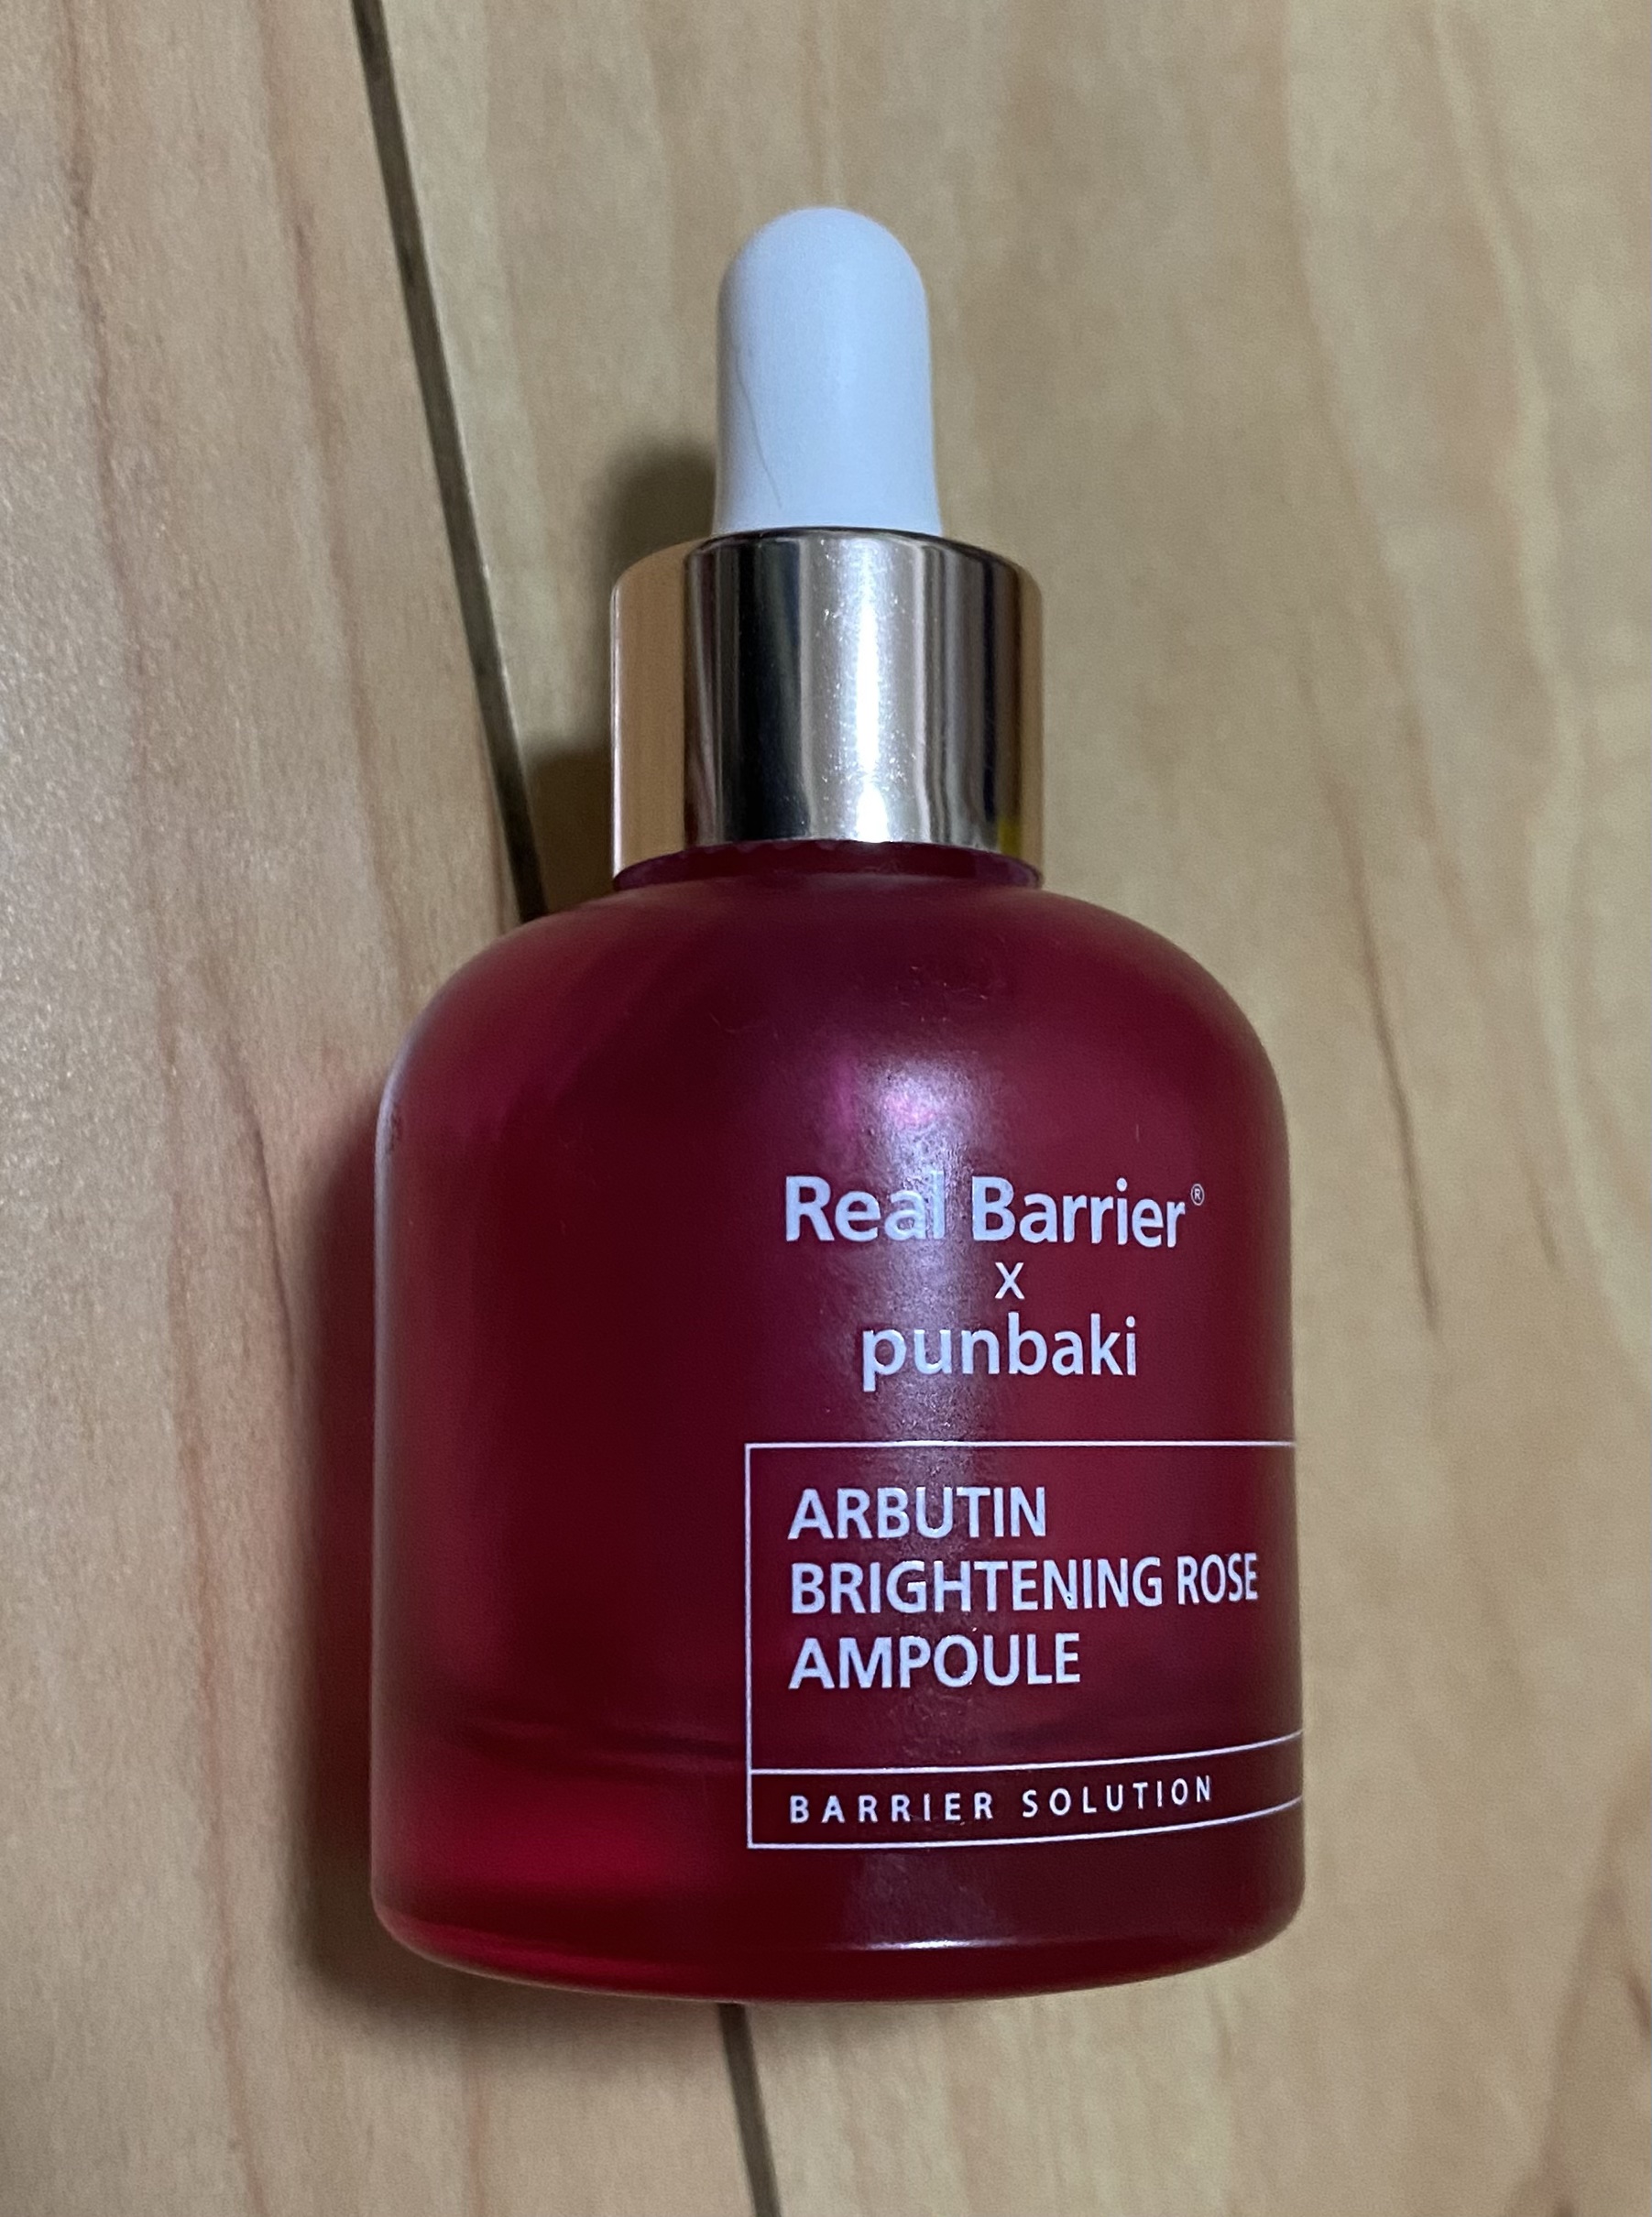 Real Barrier®
x
punbaki
ARBUTIN
BRIGHTENING ROSE
AMPOULE
BARRIER SOLUTION